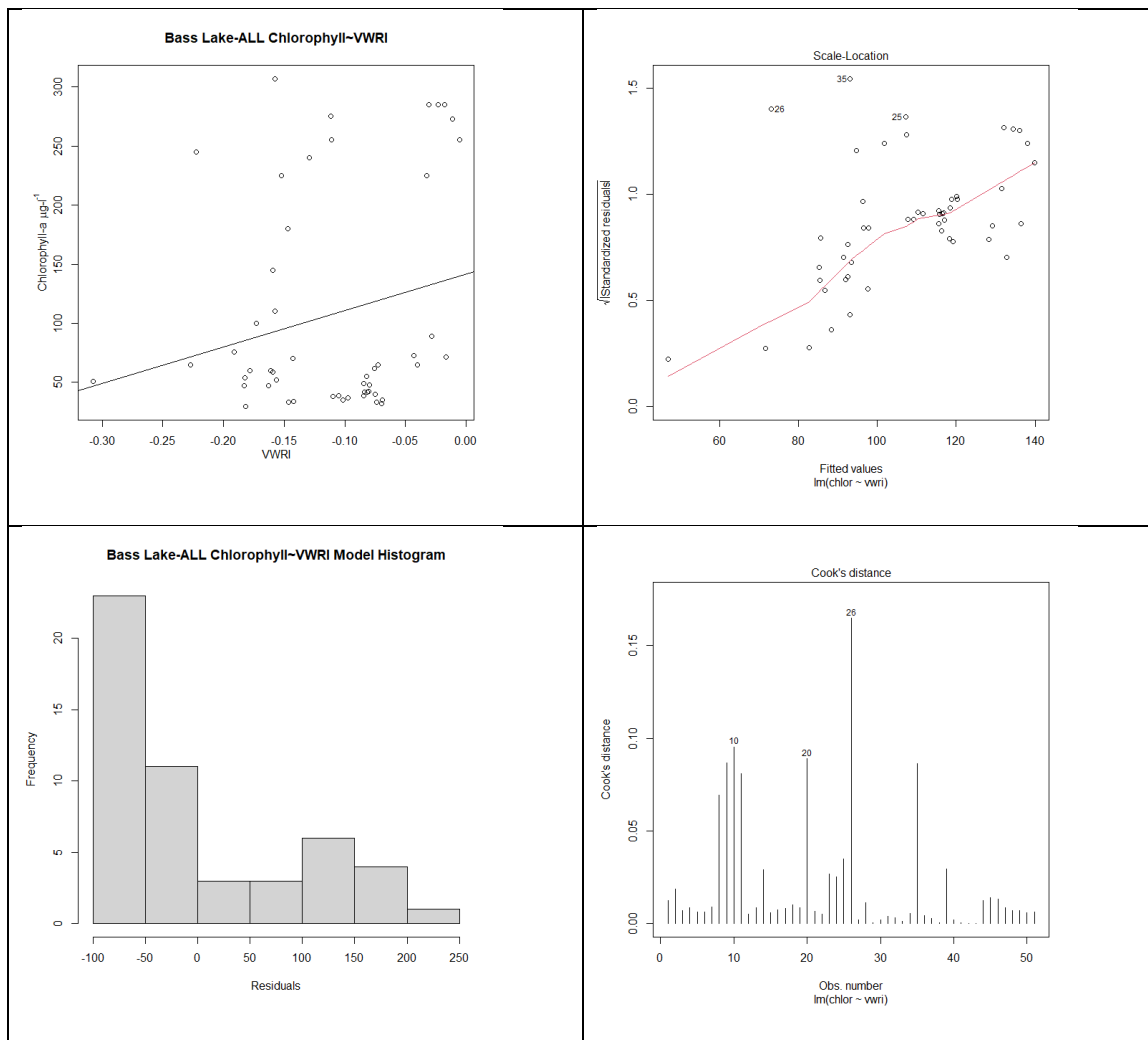 Bass Lake-ALL Chlorophyll~VWRI
Chlorophyll-a µg-l⁻¹
300
250
200
150
100
50
-0.30 -0.25 -0.20 -0.15 -0.10 -0.05 0.00
VWRI
Scale-Location
√|Standardized residuals|
1.5
1.0
0.5
0.0
35
26
25
60 80 100 120 140
Fitted values
lm(chlor ~ vwri)
Bass Lake-ALL Chlorophyll~VWRI Model Histogram
Frequency
20
15
10
5
0
-100 -50 0 50 100 150 200 250
Residuals
Cook's distance
Cook's distance
0.15
0.10
0.05
0.00
26
10
20
0 10 20 30 40 50
Obs. number
lm(chlor ~ vwri)